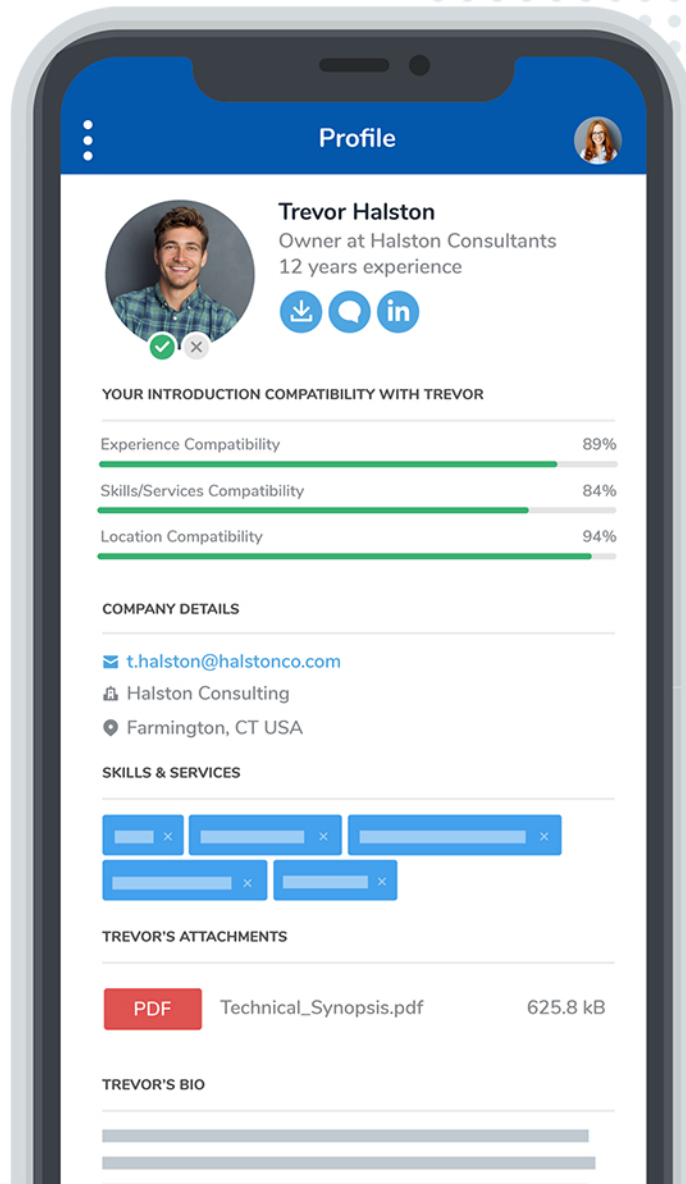 Profile
Trevor Halston
Owner at Halston Consultants
12 years experience
in
YOUR INTRODUCTION COMPATIBILITY WITH TREVOR
Experience Compatibility 89%
Skills/Services Compatibility 84%
Location Compatibility 94%
COMPANY DETAILS
t.halston@halstonco.com
Halston Consulting
Farmington, CT USA
SKILLS & SERVICES
TREVOR'S ATTACHMENTS
PDF Technical_Synopsis.pdf 625.8 kB
TREVOR'S BIO